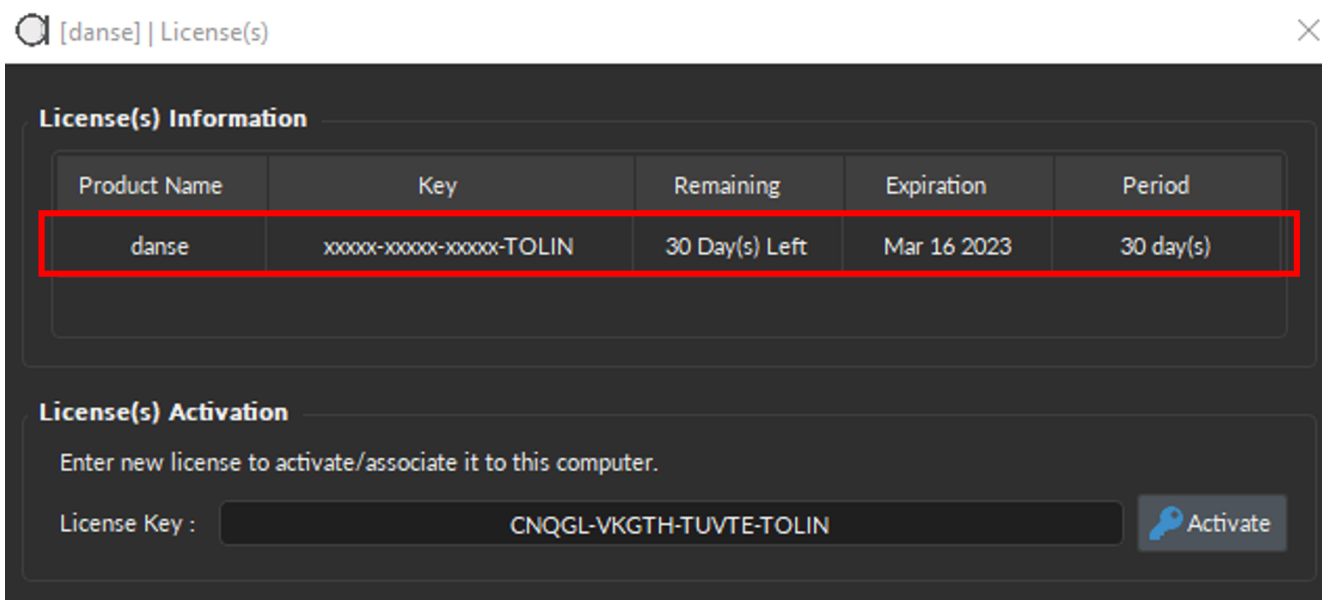 [danse] | License(s)
License(s) Information
Product Name Key Remaining Expiration Period
danse xxxxx-xxxxx-xxxxx-TOLIN 30 Day(s) Left Mar 16 2023 30 day(s)
License(s) Activation
Enter new license to activate/associate it to this computer.
License Key : CNQGL-VKGTH-TUVTE-TOLIN Activate